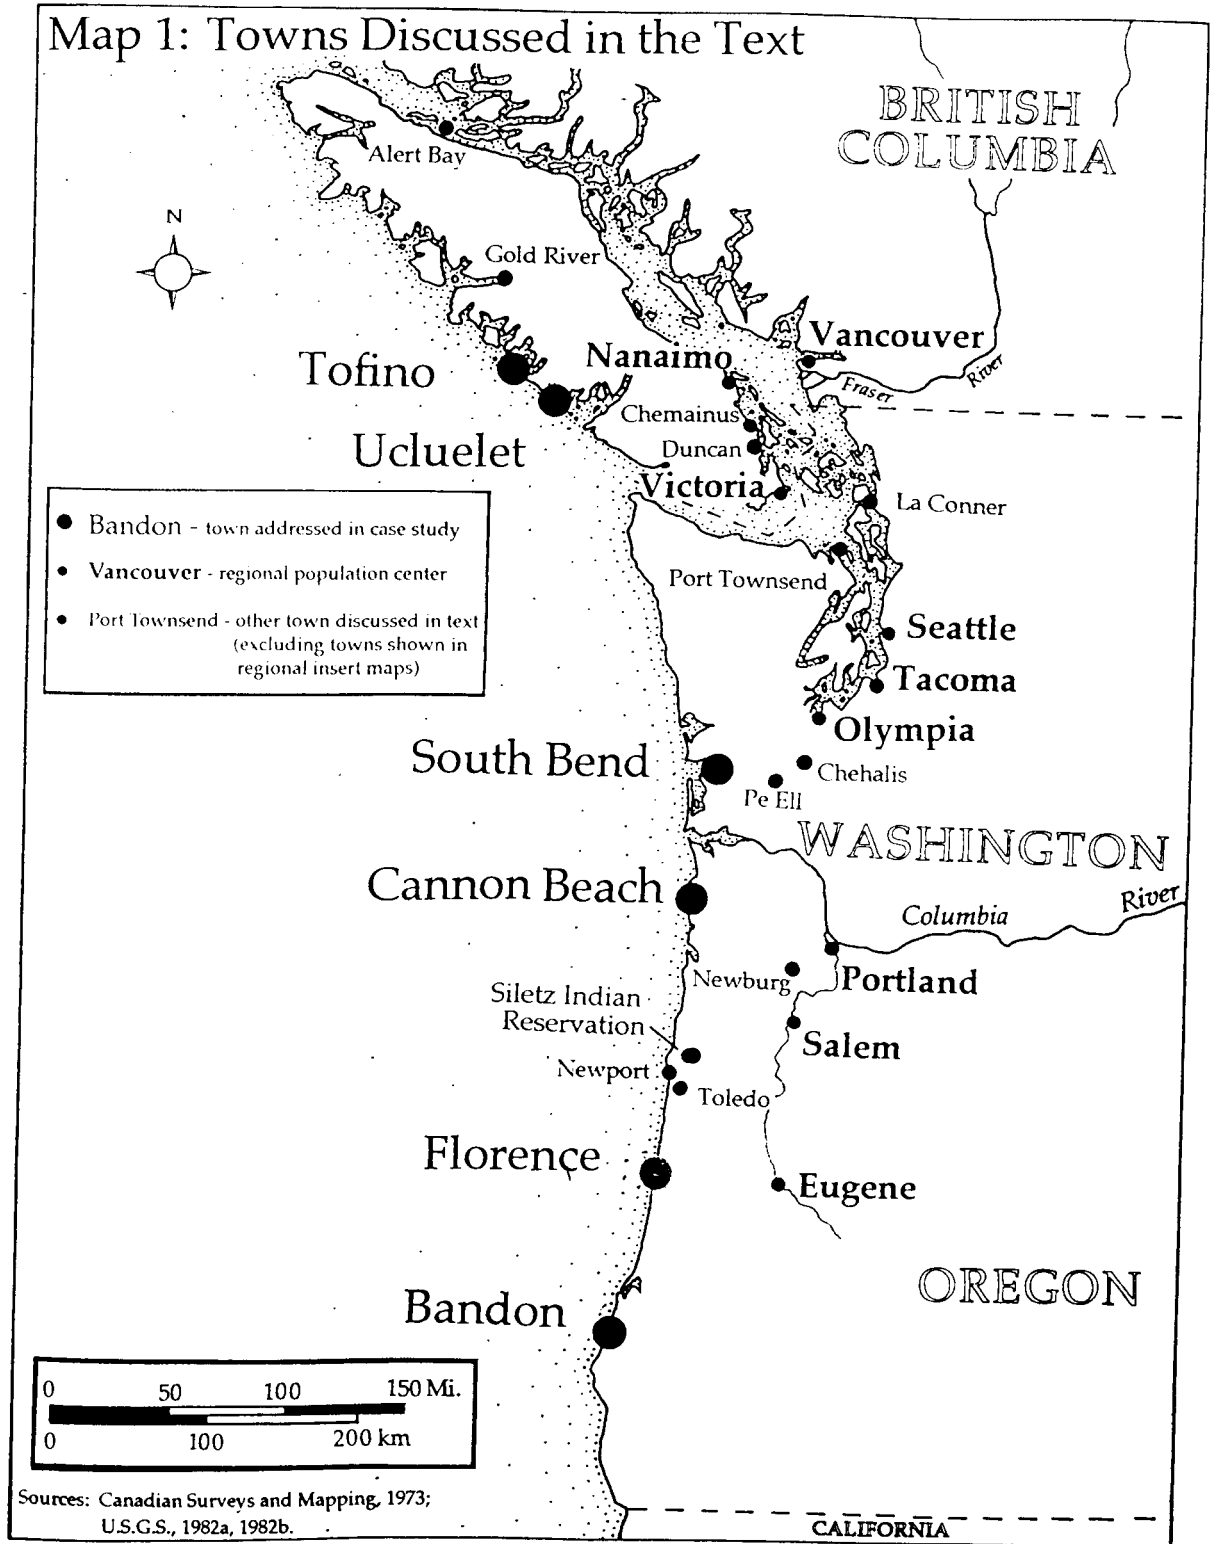 Map 1: Towns Discussed in the Text
BRITISH
COLUMBIA
Alert Bay
N
Gold River
Vancouver
Nanaimo
Tofino
Fraser
River
Chemainus
Ucluelet
Duncan
Victoria
La Conner
Bandon - town addressed in case study
Vancouver - regional population center
Port Townsend - other town discussed in text
(excluding towns shown in
regional insert maps)
Port Townsend
Seattle
Tacoma
Olympia
South Bend
Chehalis
Pe Ell
WASHINGTON
Cannon Beach
Columbia
River
Newburg
Portland
Siletz Indian
Reservation
Salem
Newport
Toledo
Florence
Eugene
OREGON
Bandon
0 50 100 150 Mi.
0 100 200 km
Sources: Canadian Surveys and Mapping, 1973;
U.S.G.S., 1982a, 1982b.
CALIFORNIA